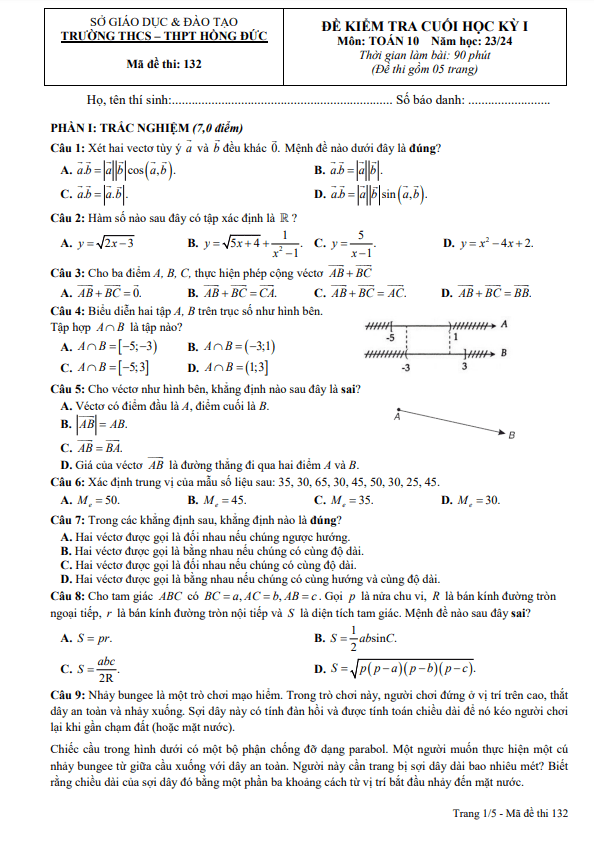 SỞ GIÁO DỤC & ĐÀO TẠO
TRƯỜNG THCS – THPT HỒNG ĐỨC
Mã đề thi: 132
ĐỀ KIỂM TRA CUỐI HỌC KỲ I
Môn: TOÁN 10 Năm học: 23/24
Thời gian làm bài: 90 phút
(Đề thi gồm 05 trang)
Họ, tên thí sinh:................................................................ Số báo danh: .........................
PHẦN I: TRẮC NGHIỆM (7,0 điểm)
Câu 1: Xét hai vectơ tùy ý $\vec{a}$ và $\vec{b}$ đều khác $\vec{0}$. Mệnh đề nào dưới đây là đúng?
A. $\vec{a}.\vec{b}=|\vec{a}||\vec{b}|\cos(\vec{a},\vec{b})$. B. $\vec{a}.\vec{b}=|\vec{a}||\vec{b}|$.
C. $\vec{a}.\vec{b}=|\vec{a}.\vec{b}|$. D. $\vec{a}.\vec{b}=|\vec{a}||\vec{b}|\sin(\vec{a},\vec{b})$.
Câu 2: Hàm số nào sau đây có tập xác định là ℝ ?
A. $y=\sqrt{2x-3}$ B. $y=\sqrt{5x+4}+\frac{1}{x^2-1}$. C. $y=\frac{5}{x-1}$. D. $y=x^2-4x+2$.
Câu 3: Cho ba điểm A, B, C, thực hiện phép cộng véctơ $\overrightarrow{AB}+\overrightarrow{BC}$
A. $\overrightarrow{AB}+\overrightarrow{BC}=\vec{0}$. B. $\overrightarrow{AB}+\overrightarrow{BC}=\overrightarrow{CA}$. C. $\overrightarrow{AB}+\overrightarrow{BC}=\overrightarrow{AC}$. D. $\overrightarrow{AB}+\overrightarrow{BC}=\overrightarrow{BB}$.
Câu 4: Biểu diễn hai tập A, B trên trục số như hình bên.
Tập hợp A∩B là tập nào?
A. A∩B=[−5;−3) B. A∩B=(−3;1)
C. A∩B=[−5;3] D. A∩B=(1;3]
A
-5
1
B
-3
3
Câu 5: Cho véctơ như hình bên, khẳng định nào sau đây là sai?
A. Véctơ có điểm đầu là A, điểm cuối là B.
B. $|\overrightarrow{AB}|=AB$.
C. $\overrightarrow{AB}=\overrightarrow{BA}$.
D. Giá của véctơ $\overrightarrow{AB}$ là đường thẳng đi qua hai điểm A và B.
A
B
Câu 6: Xác định trung vị của mẫu số liệu sau: 35, 30, 65, 30, 45, 50, 30, 25, 45.
A. $M_e=50$. B. $M_e=45$. C. $M_e=35$. D. $M_e=30$.
Câu 7: Trong các khẳng định sau, khẳng định nào là đúng?
A. Hai véctơ được gọi là đối nhau nếu chúng ngược hướng.
B. Hai véctơ được gọi là bằng nhau nếu chúng có cùng độ dài.
C. Hai véctơ được gọi là đối nhau nếu chúng có cùng độ dài.
D. Hai véctơ được gọi là bằng nhau nếu chúng có cùng hướng và cùng độ dài.
Câu 8: Cho tam giác ABC có BC = a, AC = b, AB = c . Gọi p là nửa chu vi, R là bán kính đường tròn
ngoại tiếp, r là bán kính đường tròn nội tiếp và S là diện tích tam giác. Mệnh đề nào sau đây sai?
A. $S=pr$. B. $S=\frac{1}{2}ab\sin C$.
C. $S=\frac{abc}{2R}$. D. $S=\sqrt{p(p-a)(p-b)(p-c)}$.
Câu 9: Nhảy bungee là một trò chơi mạo hiểm. Trong trò chơi này, người chơi đứng ở vị trí trên cao, thắt
dây an toàn và nhảy xuống. Sợi dây này có tính đàn hồi và được tính toán chiều dài để nó kéo người chơi
lại khi gần chạm đất (hoặc mặt nước).
Chiếc cầu trong hình dưới có một bộ phận chống đỡ dạng parabol. Một người muốn thực hiện một cú
nhảy bungee từ giữa cầu xuống với dây an toàn. Người này cần trang bị sợi dây dài bao nhiêu mét? Biết
rằng chiều dài của sợi dây đó bằng một phần ba khoảng cách từ vị trí bắt đầu nhảy đến mặt nước.
Trang 1/5 - Mã đề thi 132